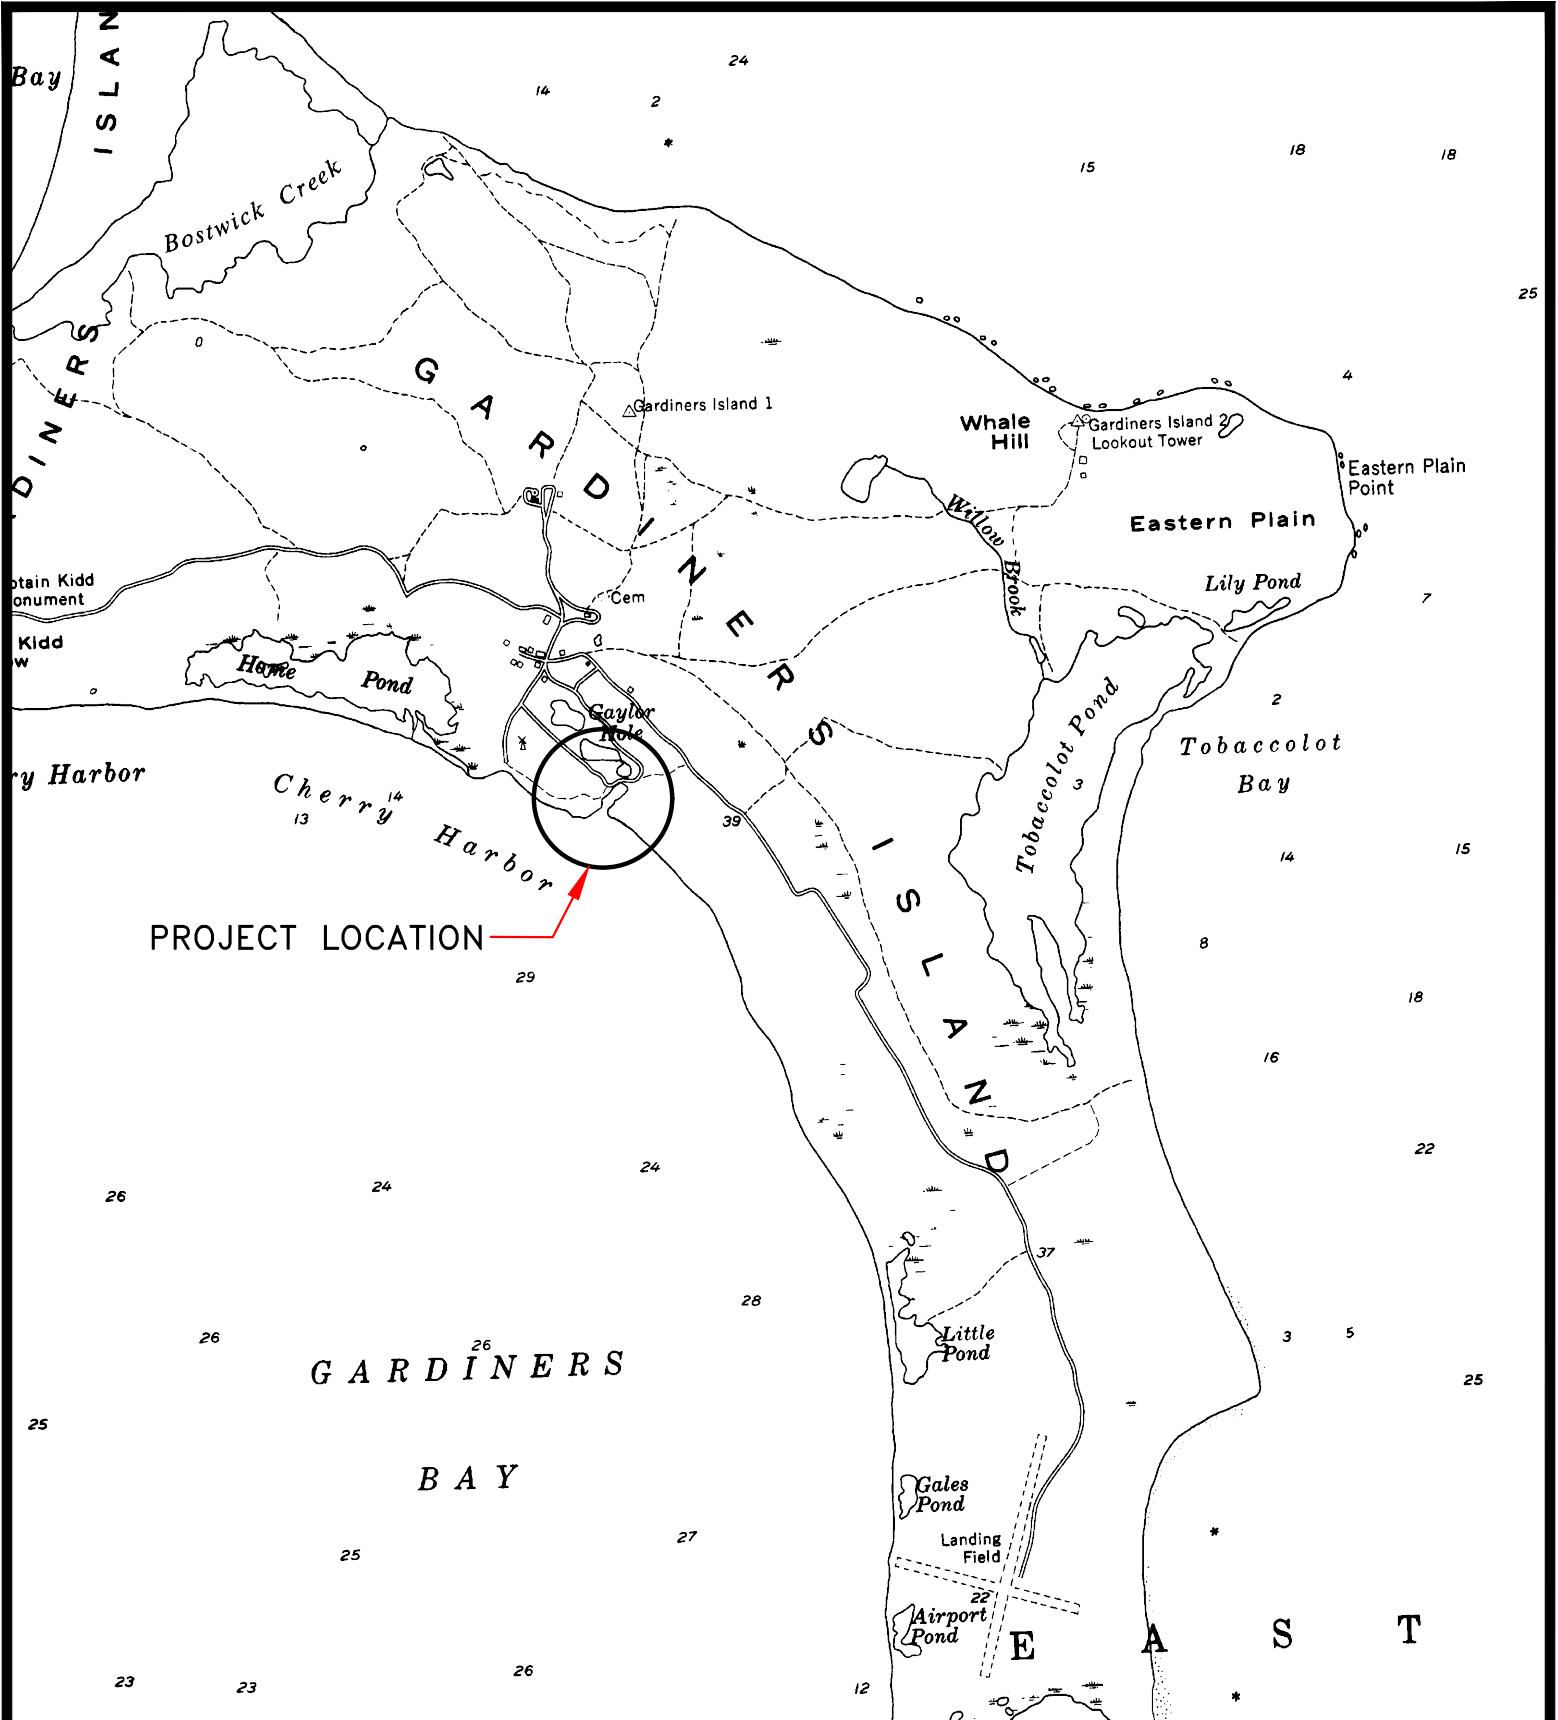 ISLAN
Bay
24
14
2
18
18
15
Bostwick Creek
25
GARDINERS ISLAND
DINERS
0
4
Gardiners Island 1
Whale
Hill
Gardiners Island 2
Lookout Tower
Eastern Plain
Point
Eastern Plain
Willow
Brook
Lily Pond
7
ptain Kidd
onument
Kidd
w
Cem
Home Pond
Gaylor
Hole
2
Tobaccolot
Bay
Tobaccolot Pond
3
ry Harbor
Cherry Harbor
14
13
39
14
15
PROJECT LOCATION
8
29
18
16
22
24
24
26
37
28
26
26
3
5
Little
Pond
GARDINERS
25
25
BAY
Gales
Pond
27
Landing
Field
25
22
Airport
Pond
EAST
26
23
23
12